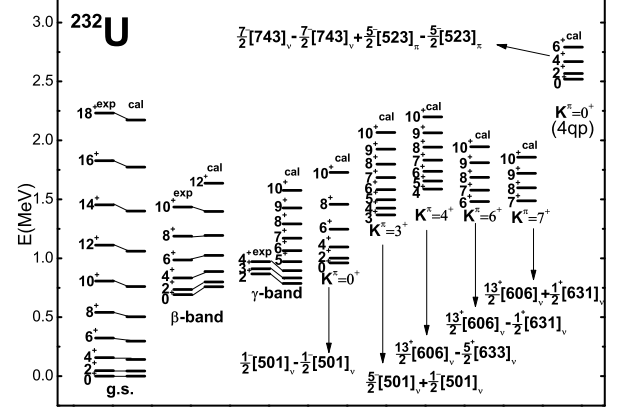 ²³²U
E(MeV)
3.0
2.5
2.0
1.5
1.0
0.5
0.0
7/2⁻[743]ᵥ-7/2⁻[743]ᵥ+5/2⁻[523]π-5/2⁻[523]π
6⁺
4⁺
2⁺
0⁺
cal
Kπ=0⁺
(4qp)
exp cal
18⁺
16⁺
14⁺
12⁺
10⁺
8⁺
6⁺
4⁺
2⁺
0⁺
g.s.
cal
12⁺
exp
10⁺
8⁺
6⁺
4⁺
2⁺
0⁺
β-band
cal
10⁺
9⁺
8⁺
7⁺
6⁺
5⁺
exp
4⁺
3⁺
2⁺
γ-band
cal
10⁺
8⁺
6⁺
4⁺
2⁺
0⁺
Kπ=0⁺
cal
10⁺
9⁺
8⁺
7⁺
6⁺
5⁺
4⁺
3⁺
Kπ=3⁺
cal
10⁺
9⁺
8⁺
7⁺
6⁺
5⁺
4⁺
Kπ=4⁺
cal
10⁺
9⁺
8⁺
7⁺
6⁺
Kπ=6⁺
cal
10⁺
9⁺
8⁺
7⁺
Kπ=7⁺
13/2⁺[606]ᵥ+1/2⁺[631]ᵥ
13/2⁺[606]ᵥ-1/2⁺[631]ᵥ
13/2⁺[606]ᵥ-5/2⁺[633]ᵥ
1/2⁻[501]ᵥ-1/2⁻[501]ᵥ
5/2⁻[501]ᵥ+1/2⁻[501]ᵥ